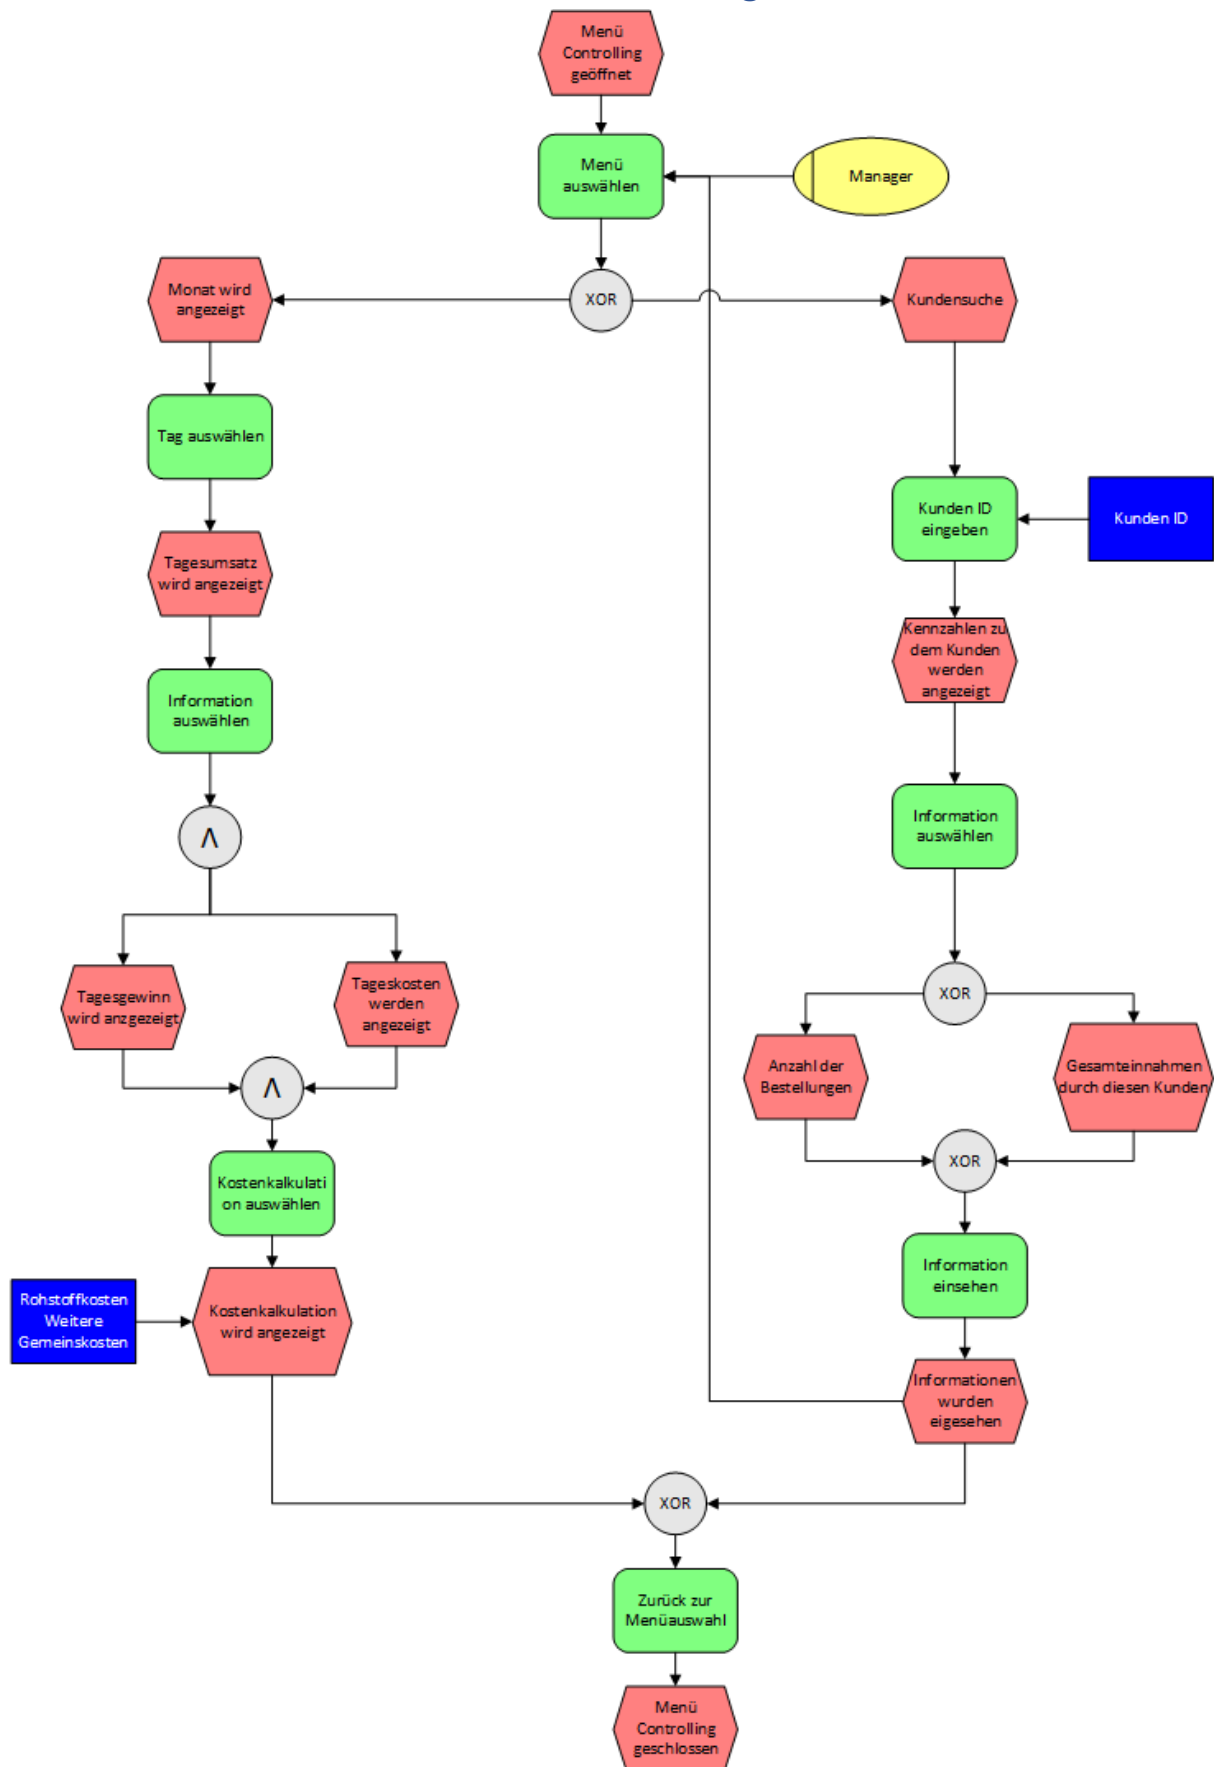 Menü
Controlling
geöffnet
Menü
auswählen
Manager
Monat wird
angezeigt
XOR
Kundensuche
Tag auswählen
Kunden ID
eingeben
Kunden ID
Tagesumsatz
wird angezeigt
Kennzahlen zu
dem Kunden
werden
angezeigt
Information
auswählen
Information
auswählen
Λ
Tagesgewinn
wird anzgezeigt
Tageskosten
werden
angezeigt
XOR
Anzahl der
Bestellungen
Gesamteinnahmen
durch diesen Kunden
Λ
XOR
Kostenkalkulati
on auswählen
Information
einsehen
Rohstoffkosten
Weitere
Gemeinskosten
Kostenkalkulation
wird angezeigt
Informationen
wurden
eigesehen
XOR
Zurück zur
Menüauswahl
Menü
Controlling
geschlossen